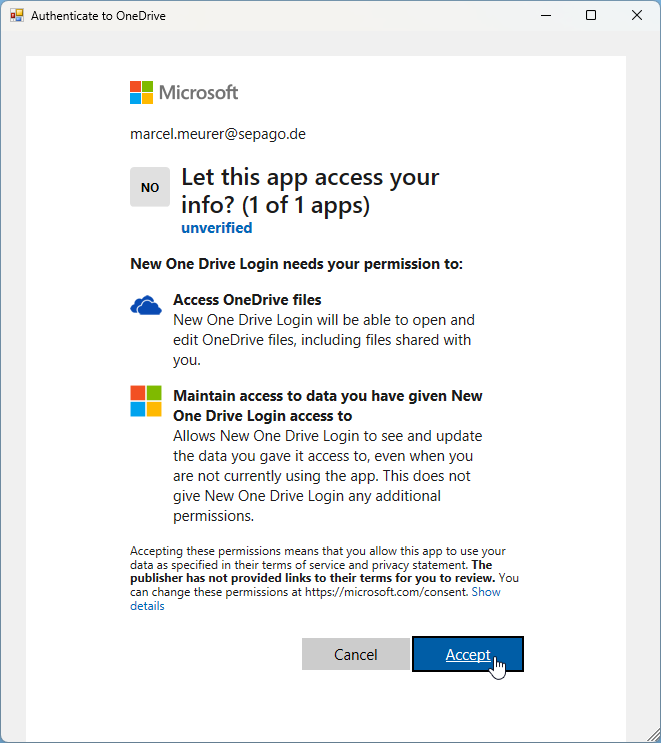 Authenticate to OneDrive
Microsoft
marcel.meurer@sepago.de
NO
Let this app access your
info? (1 of 1 apps)
unverified
New One Drive Login needs your permission to:
Access OneDrive files
New One Drive Login will be able to open and
edit OneDrive files, including files shared with
you.
Maintain access to data you have given New
One Drive Login access to
Allows New One Drive Login to see and update
the data you gave it access to, even when you
are not currently using the app. This does not
give New One Drive Login any additional
permissions.
Accepting these permissions means that you allow this app to use your
data as specified in their terms of service and privacy statement. The
publisher has not provided links to their terms for you to review. You
can change these permissions at https://microsoft.com/consent. Show
details
Cancel
Accept